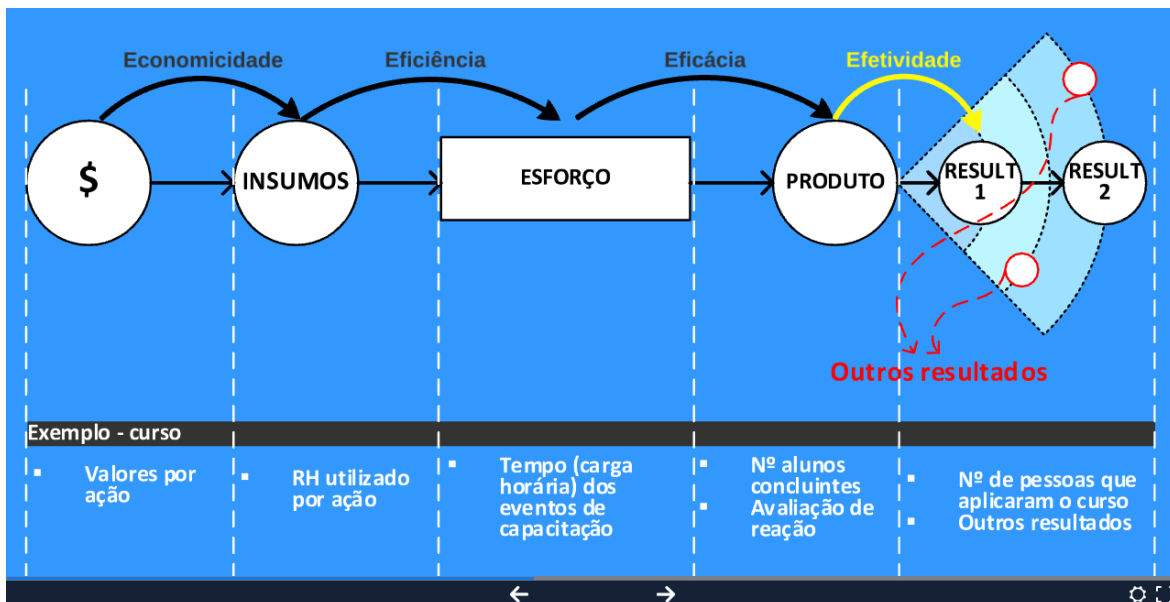 Economicidade
Eficiência
Eficácia
Efetividade
$
INSUMOS
ESFORÇO
PRODUTO
RESULT
1
RESULT
2
Outros resultados
Exemplo - curso
▪ Valores por
ação
▪ RH utilizado
por ação
▪ Tempo (carga
horária) dos
eventos de
capacitação
▪ Nº alunos
concluintes
▪ Avaliação de
reação
▪ Nº de pessoas que
aplicaram o curso
▪ Outros resultados